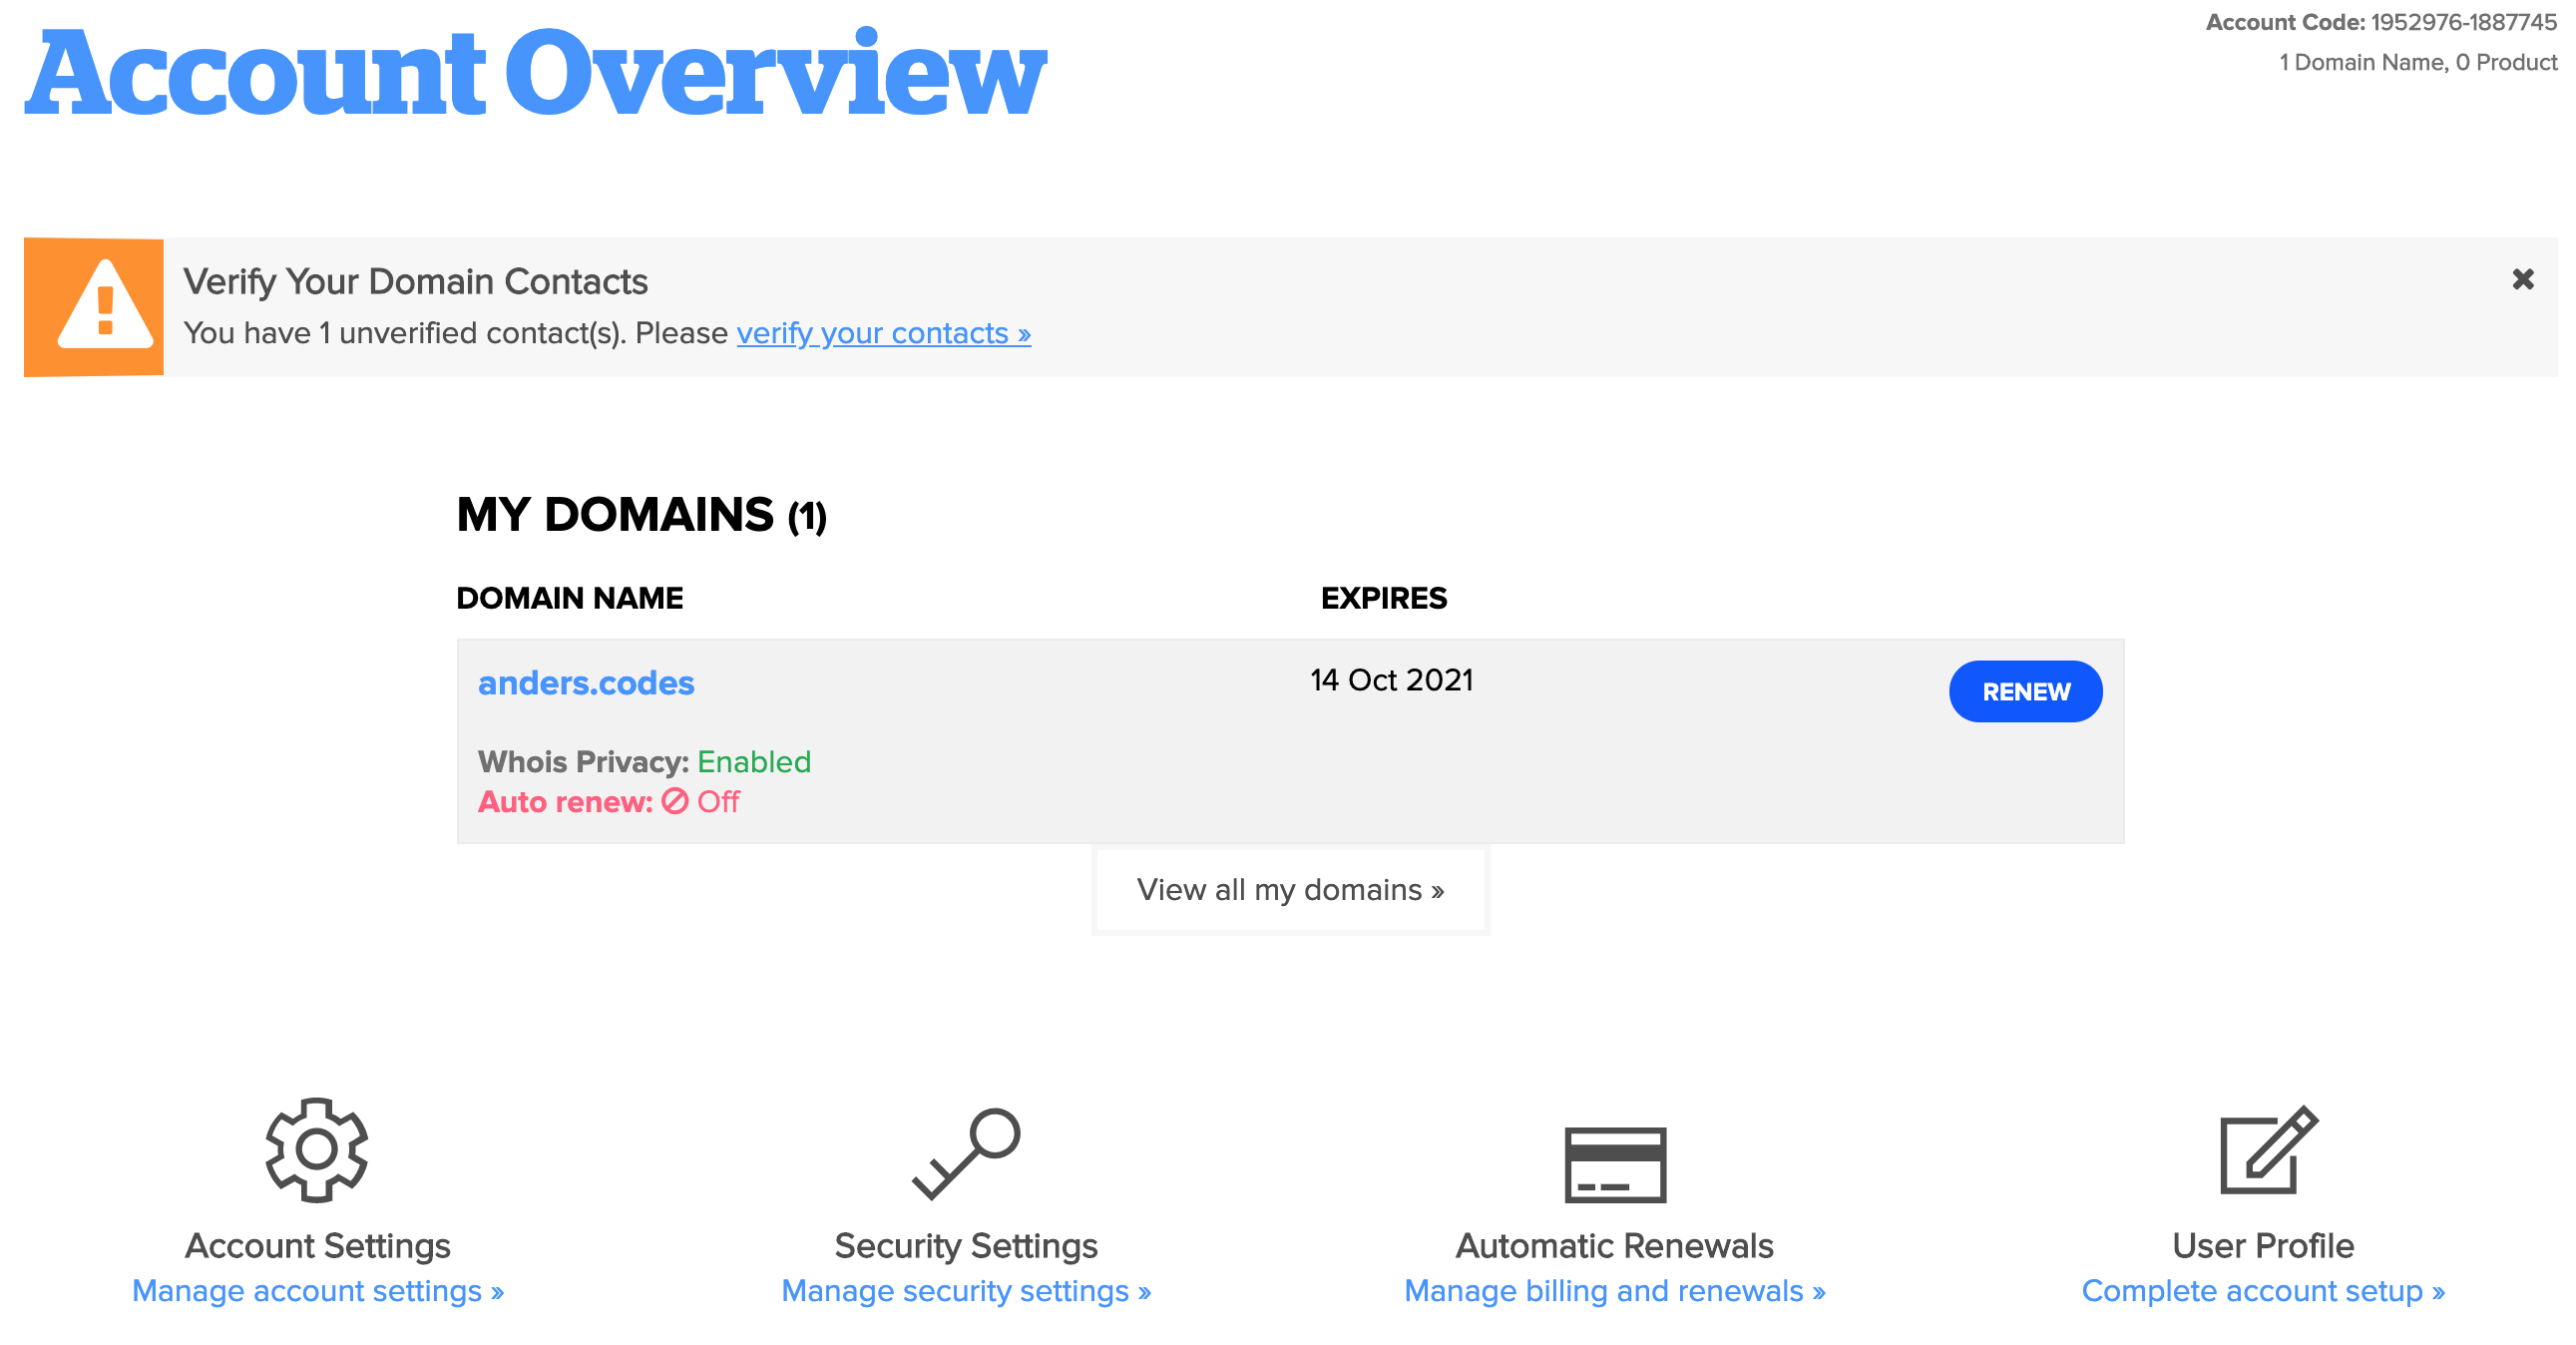 Account Overview
Account Code: 1952976-1887745
1 Domain Name, 0 Product
Verify Your Domain Contacts
You have 1 unverified contact(s). Please verify your contacts »
MY DOMAINS (1)
DOMAIN NAME EXPIRES
anders.codes 14 Oct 2021 RENEW
Whois Privacy: Enabled
Auto renew: Off
View all my domains »
Account Settings
Manage account settings »
Security Settings
Manage security settings »
Automatic Renewals
Manage billing and renewals »
User Profile
Complete account setup »